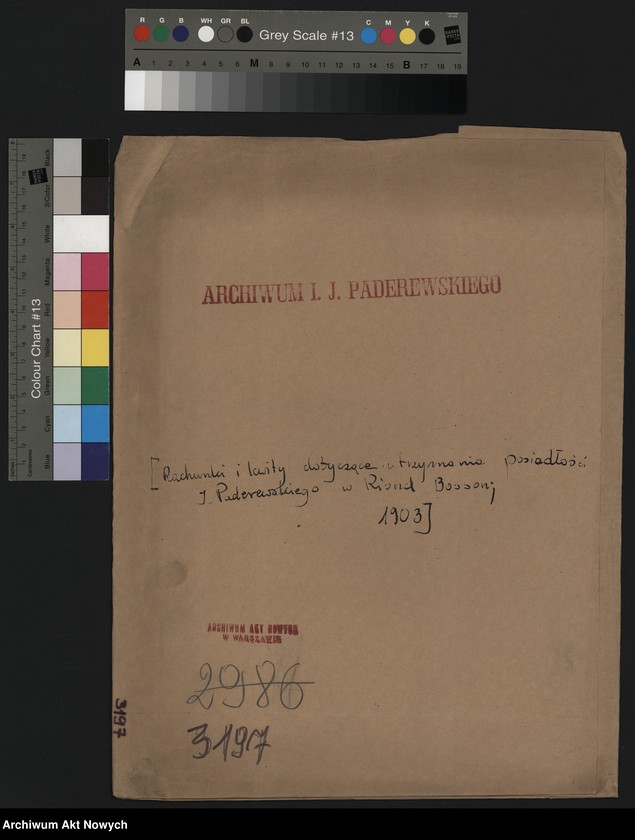 R G B WH GR BL Grey Scale #13 C M Y K
A 1 2 3 4 5 6 M 8 9 10 11 12 13 14 15 B 17 18 19
Colour Chart #13
Blue Cyan Green Yellow Red Magenta White 3/Color Black
ARCHIWUM I. J. PADEREWSKIEGO
[Rachunki i kwity dotyczące utrzymania posiadłości
J. Paderewskiego w Riond Bosson;
1903]
ARCHIWUM AKT NOWYCH
W WARSZAWIE
2986
3197
3197
Archiwum Akt Nowych